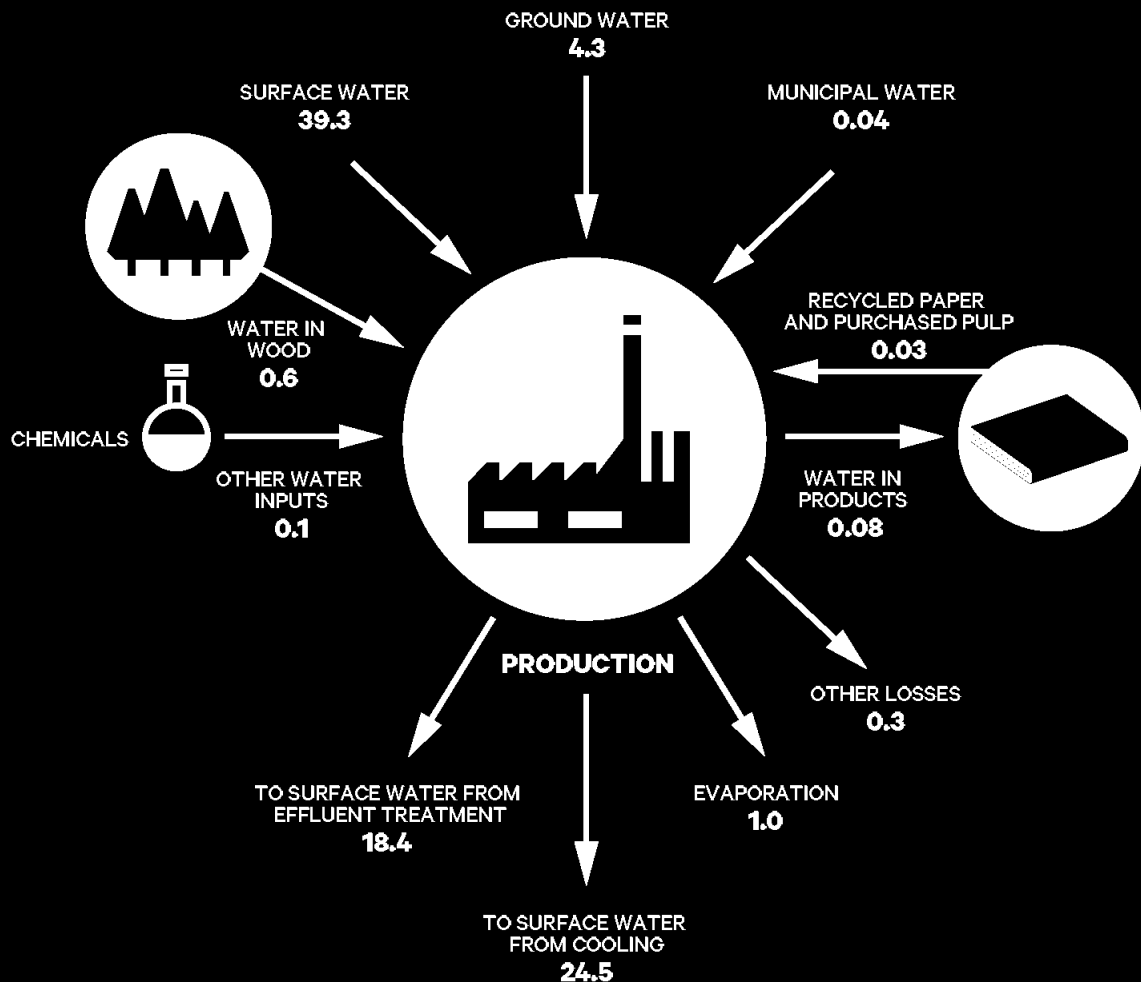 GROUND WATER
4.3
SURFACE WATER
39.3
MUNICIPAL WATER
0.04
WATER IN
WOOD
0.6
RECYCLED PAPER
AND PURCHASED PULP
0.03
CHEMICALS
OTHER WATER
INPUTS
0.1
WATER IN
PRODUCTS
0.08
PRODUCTION
OTHER LOSSES
0.3
TO SURFACE WATER FROM
EFFLUENT TREATMENT
18.4
EVAPORATION
1.0
TO SURFACE WATER
FROM COOLING
24.5